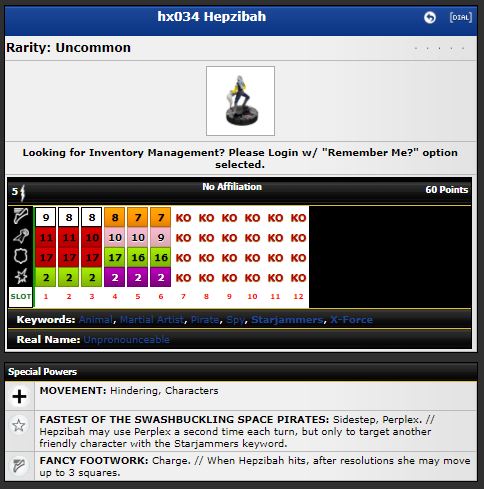 hx034 Hepzibah
[DIAL]
Rarity: Uncommon
Looking for Inventory Management? Please Login w/ "Remember Me?" option
selected.
5 No Affiliation 60 Points
9 8 8 8 7 7 KO KO KO KO KO KO
11 11 10 10 10 9 KO KO KO KO KO KO
17 17 17 17 16 16 KO KO KO KO KO KO
2 2 2 2 2 2 KO KO KO KO KO KO
SLOT 1 2 3 4 5 6 7 8 9 10 11 12
Keywords: Animal, Martial Artist, Pirate, Spy, Starjammers, X-Force
Real Name: Unpronounceable
Special Powers
MOVEMENT: Hindering, Characters
FASTEST OF THE SWASHBUCKLING SPACE PIRATES: Sidestep, Perplex. //
Hepzibah may use Perplex a second time each turn, but only to target another
friendly character with the Starjammers keyword.
FANCY FOOTWORK: Charge. // When Hepzibah hits, after resolutions she may move
up to 3 squares.